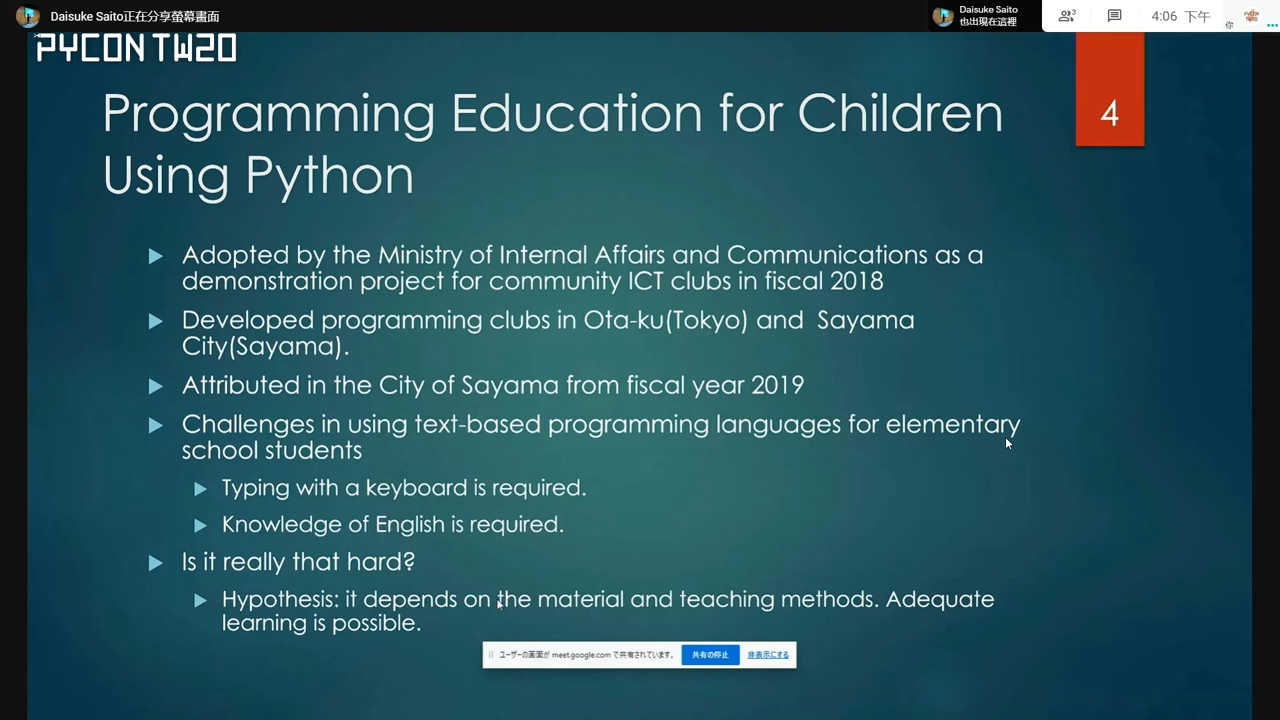 Daisuke Saito正在分享螢幕畫面
Daisuke Saito
也出現在這裡
3
4:06 下午
你
PYCON TW20
4
Programming Education for Children
Using Python
Adopted by the Ministry of Internal Affairs and Communications as a
demonstration project for community ICT clubs in fiscal 2018
Developed programming clubs in Ota-ku(Tokyo) and Sayama
City(Sayama).
Attributed in the City of Sayama from fiscal year 2019
Challenges in using text-based programming languages for elementary
school students
Typing with a keyboard is required.
Knowledge of English is required.
Is it really that hard?
Hypothesis: it depends on the material and teaching methods. Adequate
learning is possible.
ユーザーの画面が meet.google.com で共有されています。 共有の停止 非表示にする